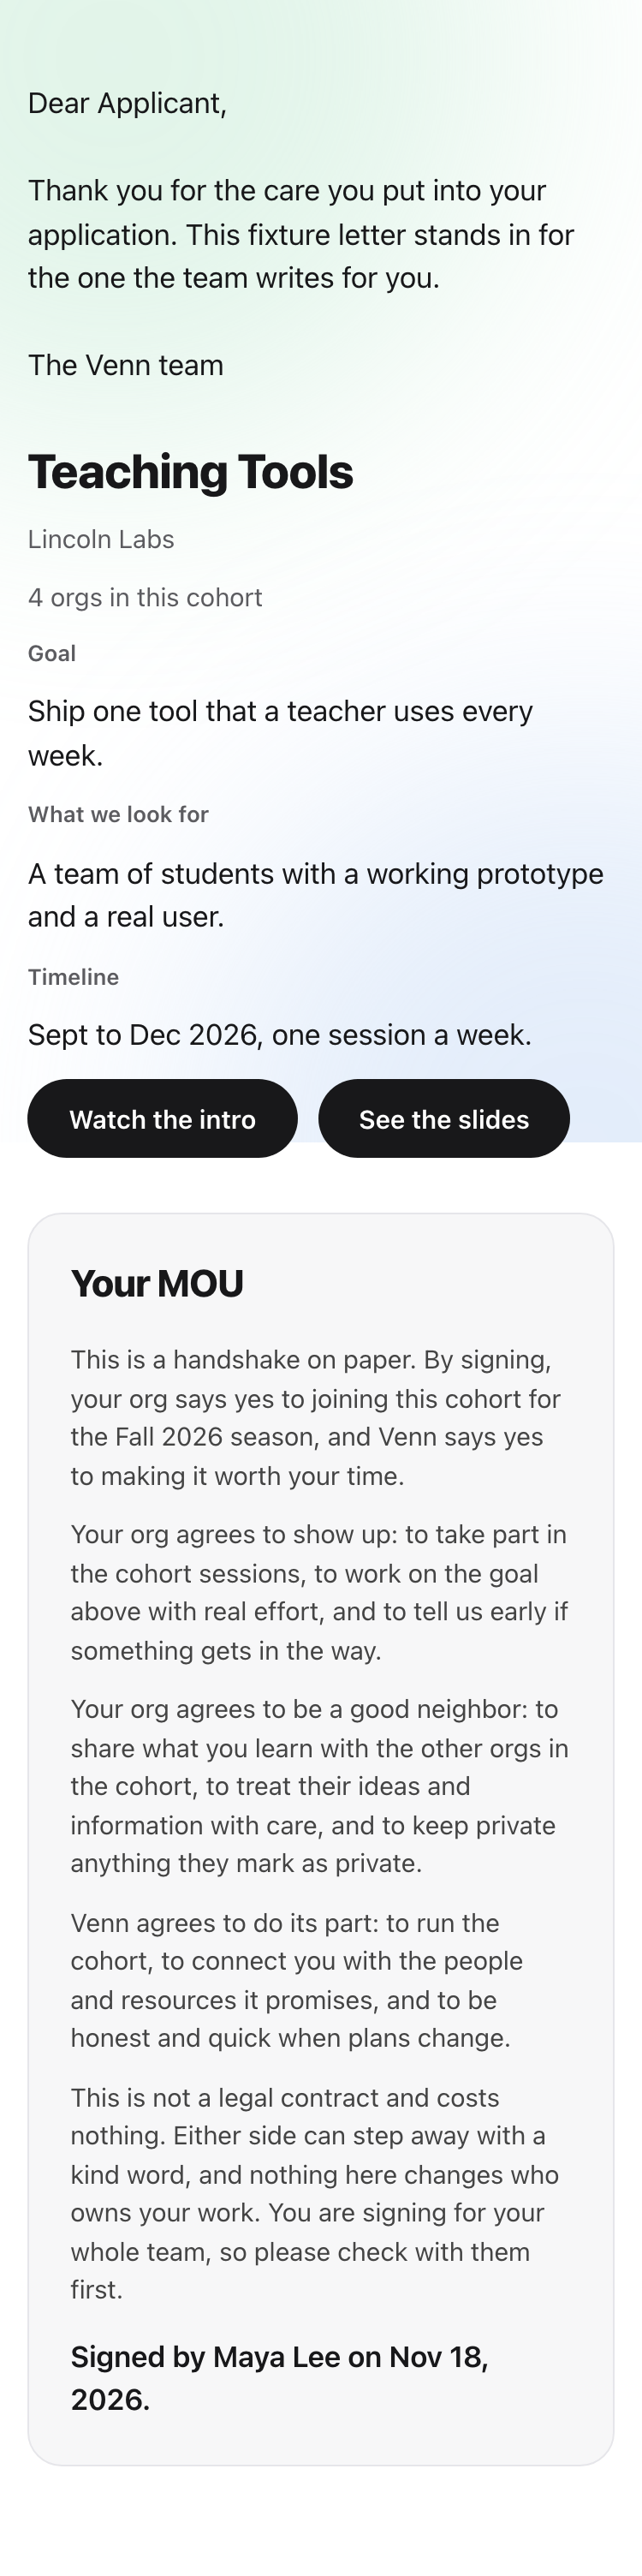 Dear Applicant,
Thank you for the care you put into your
application. This fixture letter stands in for
the one the team writes for you.
The Venn team
Teaching Tools
Lincoln Labs
4 orgs in this cohort
Goal
Ship one tool that a teacher uses every
week.
What we look for
A team of students with a working prototype
and a real user.
Timeline
Sept to Dec 2026, one session a week.
Watch the intro
See the slides
Your MOU
This is a handshake on paper. By signing,
your org says yes to joining this cohort for
the Fall 2026 season, and Venn says yes
to making it worth your time.
Your org agrees to show up: to take part in
the cohort sessions, to work on the goal
above with real effort, and to tell us early if
something gets in the way.
Your org agrees to be a good neighbor: to
share what you learn with the other orgs in
the cohort, to treat their ideas and
information with care, and to keep private
anything they mark as private.
Venn agrees to do its part: to run the
cohort, to connect you with the people
and resources it promises, and to be
honest and quick when plans change.
This is not a legal contract and costs
nothing. Either side can step away with a
kind word, and nothing here changes who
owns your work. You are signing for your
whole team, so please check with them
first.
Signed by Maya Lee on Nov 18,
2026.